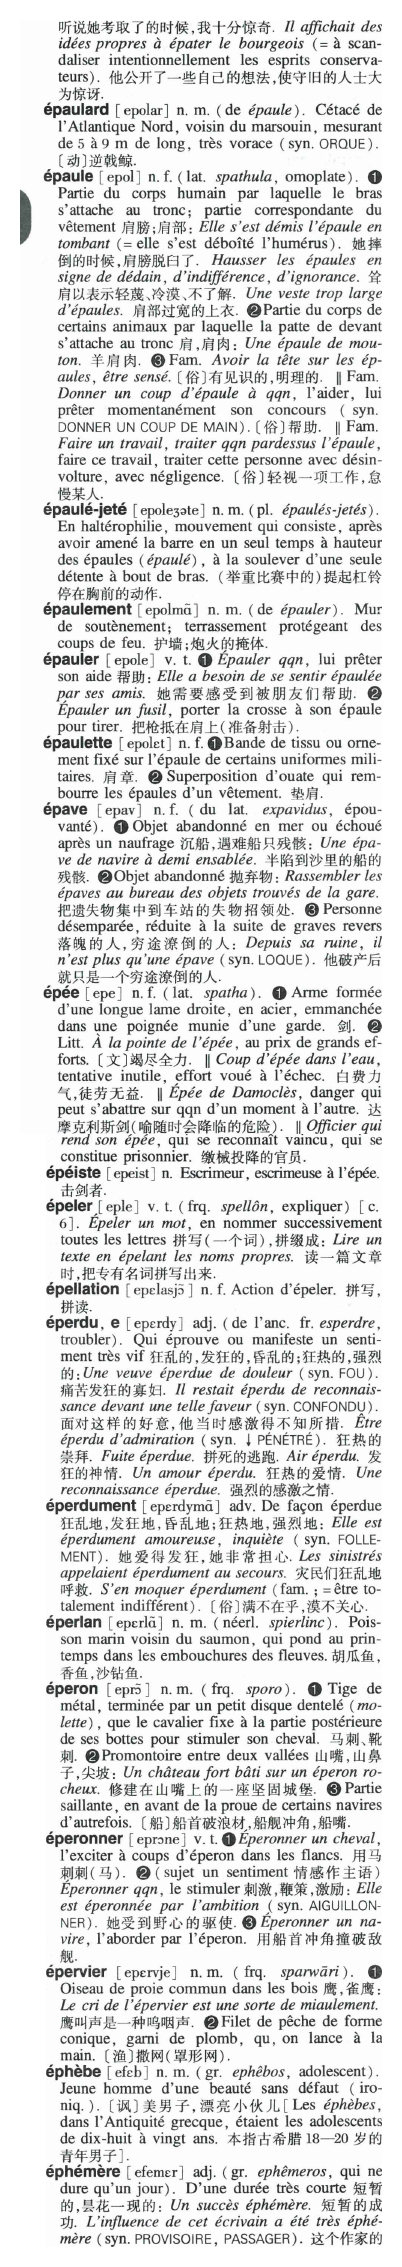 听说她考取了的时候,我十分惊奇. Il affichait des
idées propres à épater le bourgeois (= à scan-
daliser intentionnellement les esprits conserva-
teurs). 他公开了一些自己的想法,使守旧的人士大
为惊讶.
épaulard [epolar] n. m. (de épaule). Cétacé de
l'Atlantique Nord, voisin du marsouin, mesurant
de 5 à 9 m de long, très vorace (syn. ORQUE).
〔动〕逆戟鲸.
épaule [epol] n. f. (lat. spathula, omoplate). ❶
Partie du corps humain par laquelle le bras
s'attache au tronc; partie correspondante du
vêtement 肩膀;肩部: Elle s'est démis l'épaule en
tombant (= elle s'est déboîté l'humérus). 她摔
倒的时候,肩膀脱臼了. Hausser les épaules en
signe de dédain, d'indifférence, d'ignorance. 耸
肩以表示轻蔑、冷漠、不了解. Une veste trop large
d'épaules. 肩部过宽的上衣. ❷Partie du corps de
certains animaux par laquelle la patte de devant
s'attache au tronc 肩,肩肉: Une épaule de mou-
ton. 羊肩肉. ❸ Fam. Avoir la tête sur les ép-
aules, être sensé. 〔俗〕有见识的,明理的. ‖ Fam.
Donner un coup d'épaule à qqn, l'aider, lui
prêter momentanément son concours (syn.
DONNER UN COUP DE MAIN). 〔俗〕帮助. ‖ Fam.
Faire un travail, traiter qqn pardessus l'épaule,
faire ce travail, traiter cette personne avec désin-
volture, avec négligence. 〔俗〕轻视一项工作,怠
慢某人.
épaulé-jeté [epoleʒəte] n. m. (pl. épaulés-jetés).
En haltérophilie, mouvement qui consiste, après
avoir amené la barre en un seul temps à hauteur
des épaules (épaulé), à la soulever d'une seule
détente à bout de bras. (举重比赛中的)提起杠铃
停在胸前的动作.
épaulement [epolmɑ̃] n. m. (de épauler). Mur
de soutènement; terrassement protégeant des
coups de feu. 护墙;炮火的掩体.
épauler [epole] v. t. ❶ Épauler qqn, lui prêter
son aide 帮助: Elle a besoin de se sentir épaulée
par ses amis. 她需要感受到被朋友们帮助. ❷
Épauler un fusil, porter la crosse à son épaule
pour tirer. 把枪抵在肩上(准备射击).
épaulette [epolɛt] n. f. ❶Bande de tissu ou orne-
ment fixé sur l'épaule de certains uniformes mili-
taires. 肩章. ❷ Superposition d'ouate qui rem-
bourre les épaules d'un vêtement. 垫肩.
épave [epav] n. f. ( du lat. expavidus, épou-
vanté). ❶ Objet abandonné en mer ou échoué
après un naufrage 沉船,遇难船只残骸: Une épa-
ve de navire à demi ensablée. 半陷到沙里的船的
残骸. ❷Objet abandonné 抛弃物: Rassembler les
épaves au bureau des objets trouvés de la gare.
把遗失物集中到车站的失物招领处. ❸ Personne
désemparée, réduite à la suite de graves revers
落魄的人,穷途潦倒的人: Depuis sa ruine, il
n'est plus qu'une épave (syn. LOQUE). 他破产后
就只是一个穷途潦倒的人.
épée [epe] n. f. (lat. spatha). ❶ Arme formée
d'une longue lame droite, en acier, emmanchée
dans une poignée munie d'une garde. 剑. ❷
Litt. À la pointe de l'épée, au prix de grands ef-
forts. 〔文〕竭尽全力. ‖ Coup d'épée dans l'eau,
tentative inutile, effort voué à l'échec. 白费力
气,徒劳无益. ‖ Épée de Damoclès, danger qui
peut s'abattre sur qqn d'un moment à l'autre. 达
摩克利斯剑(喻随时会降临的危险). ‖ Officier qui
rend son épée, qui se reconnaît vaincu, qui se
constitue prisonnier. 缴械投降的官员.
épéiste [epeist] n. Escrimeur, escrimeuse à l'épée.
击剑者.
épeler [eple] v. t. (frq. spellôn, expliquer) [c.
6]. Épeler un mot, en nommer successivement
toutes les lettres 拼写(一个词),拼缀成: Lire un
texte en épelant les noms propres. 读一篇文章
时,把专有名词拼写出来.
épellation [epɛlasjɔ̃] n. f. Action d'épeler. 拼写,
拼读.
éperdu, e [epɛrdy] adj. (de l'anc. fr. esperdre,
troubler). Qui éprouve ou manifeste un senti-
ment très vif 狂乱的,发狂的,昏乱的;狂热的,强烈
的: Une veuve éperdue de douleur (syn. FOU).
痛苦发狂的寡妇. Il restait éperdu de reconnais-
sance devant une telle faveur (syn. CONFONDU).
面对这样的好意,他当时感激得不知所措. Être
éperdu d'admiration (syn. ↓ PÉNÉTRÉ). 狂热的
崇拜. Fuite éperdue. 拼死的逃跑. Air éperdu. 发
狂的神情. Un amour éperdu. 狂热的爱情. Une
reconnaissance éperdue. 强烈的感激之情.
éperdument [epɛrdymɑ̃] adv. De façon éperdue
狂乱地,发狂地,昏乱地;狂热地,强烈地: Elle est
éperdument amoureuse, inquiète (syn. FOLLE-
MENT). 她爱得发狂,她非常担心. Les sinistrés
appelaient éperdument au secours. 灾民们狂乱地
呼救. S'en moquer éperdument (fam. ; = être to-
talement indifférent). 〔俗〕满不在乎,漠不关心.
éperlan [epɛrlɑ̃] n. m. (néerl. spierlinc). Pois-
son marin voisin du saumon, qui pond au prin-
temps dans les embouchures des fleuves. 胡瓜鱼,
香鱼,沙钻鱼.
éperon [eprɔ̃] n. m. (frq. sporo). ❶ Tige de
métal, terminée par un petit disque dentelé (mo-
lette), que le cavalier fixe à la partie postérieure
de ses bottes pour stimuler son cheval. 马刺、靴
刺. ❷Promontoire entre deux vallées 山嘴,山鼻
子,尖坡: Un château fort bâti sur un éperon ro-
cheux. 修建在山嘴上的一座坚固城堡. ❸Partie
saillante, en avant de la proue de certains navires
d'autrefois. 〔船〕船首破浪材,船舰冲角,船嘴.
éperonner [eprɔne] v. t. ❶Éperonner un cheval,
l'exciter à coups d'éperon dans les flancs. 用马
刺刺(马). ❷ (sujet un sentiment 情感作主语)
Éperonner qqn, le stimuler 刺激,鞭策,激励: Elle
est éperonnée par l'ambition (syn. AIGUILLON-
NER). 她受到野心的驱使. ❸ Éperonner un na-
vire, l'aborder par l'éperon. 用船首冲角撞破敌
舰.
épervier [epɛrvje] n. m. (frq. sparwāri). ❶
Oiseau de proie commun dans les bois 鹰,雀鹰:
Le cri de l'épervier est une sorte de miaulement.
鹰叫声是一种呜咽声. ❷Filet de pêche de forme
conique, garni de plomb, qu, on lance à la
main. 〔渔〕撒网(罩形网).
éphèbe [efɛb] n. m. (gr. ephêbos, adolescent).
Jeune homme d'une beauté sans défaut (iro-
niq.). 〔讽〕美男子,漂亮小伙儿[Les éphèbes,
dans l'Antiquité grecque, étaient les adolescents
de dix-huit à vingt ans. 本指古希腊 18—20 岁的
青年男子].
éphémère [efemɛr] adj. (gr. ephêmeros, qui ne
dure qu'un jour). D'une durée très courte 短暂
的,昙花一现的: Un succès éphémère. 短暂的成
功. L'influence de cet écrivain a été très éphé-
mère (syn. PROVISOIRE, PASSAGER). 这个作家的